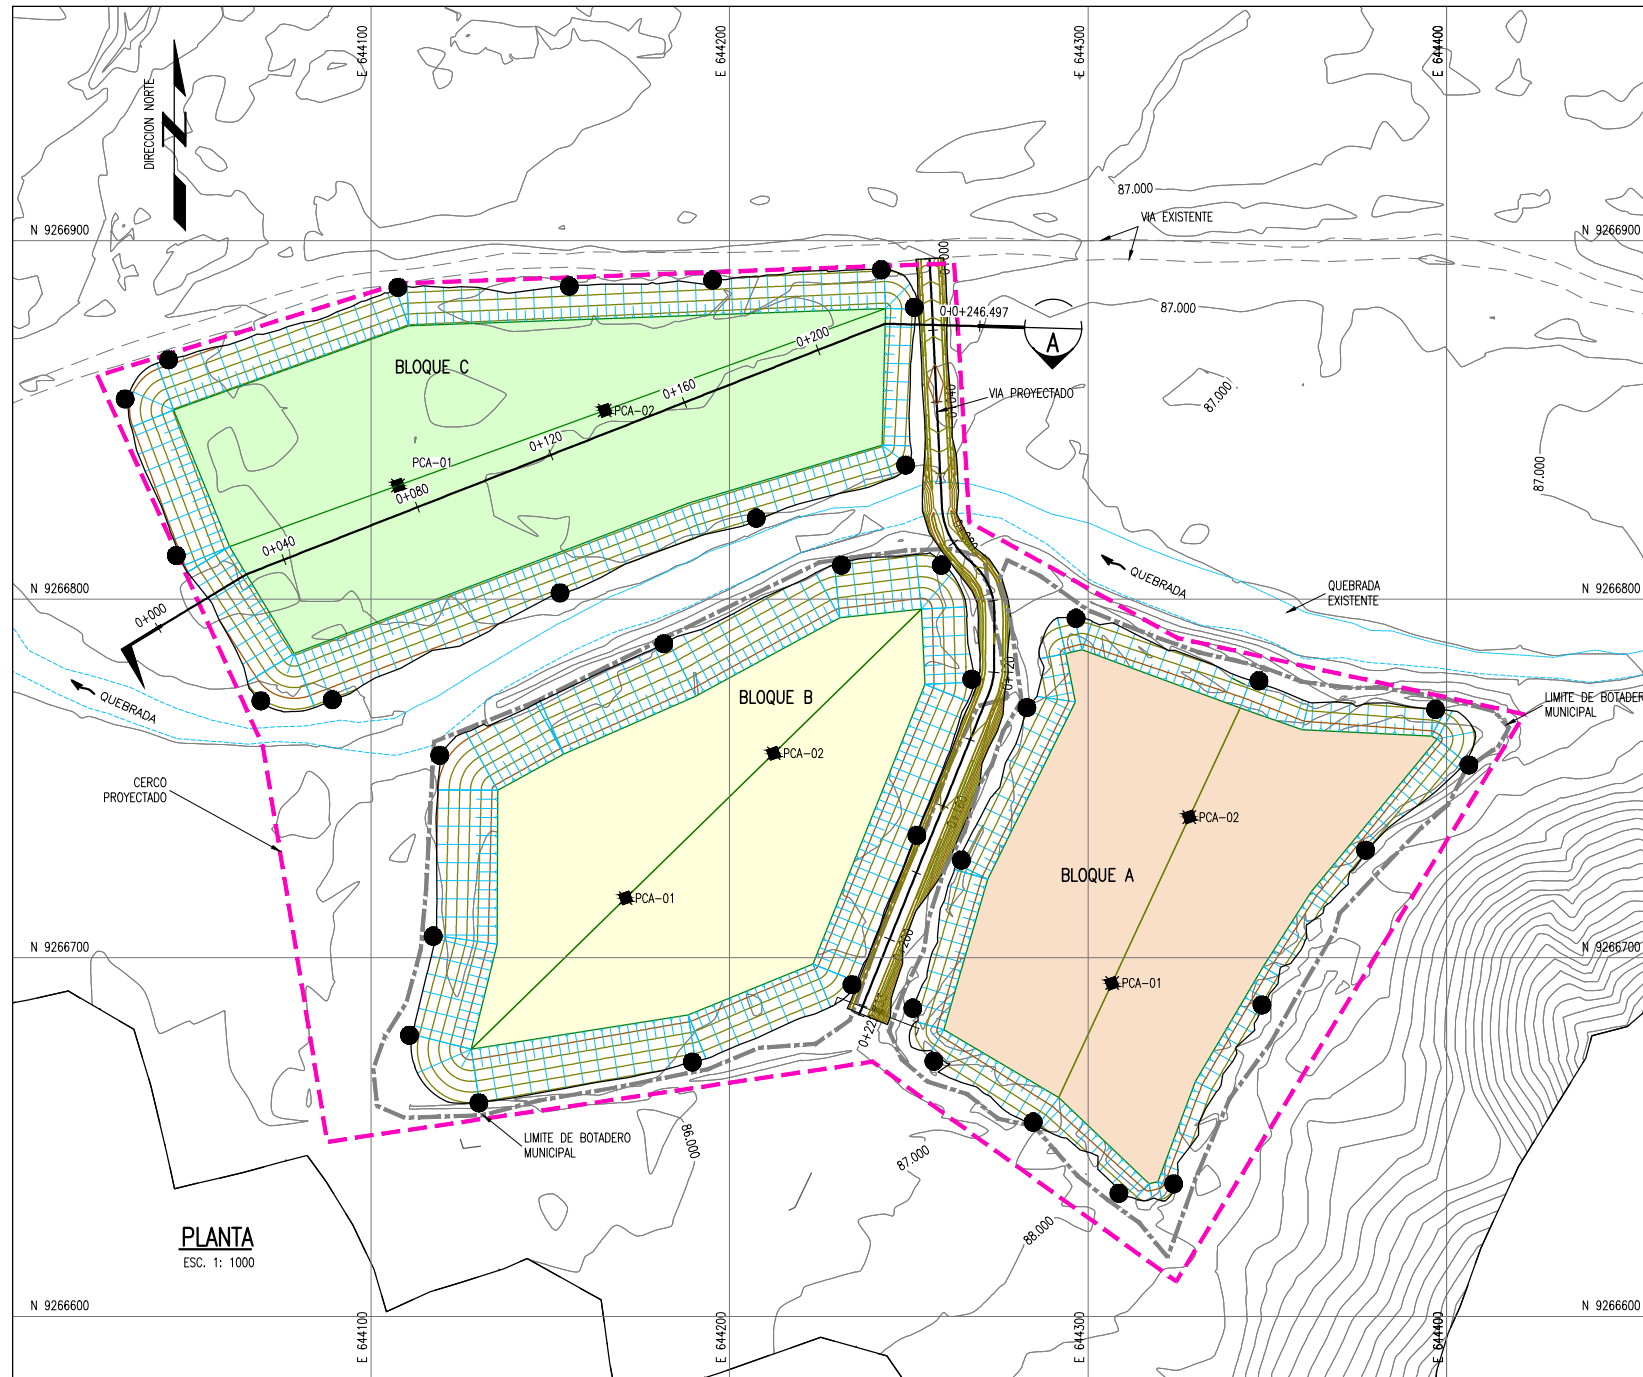 E 644100
E 644200
E 644300
E 644400
DIRECCION NORTE
N
87.000
VIA EXISTENTE
N 9266900
N 9266900
87.000
0+246.497
A
0+200
BLOQUE C
0+160
PCA-02
VIA PROYECTADO
87.000
0+120
PCA-01
0+080
87.000
0+040
QUEBRADA
QUEBRADA
EXISTENTE
N 9266800
N 9266800
0+000
0+120
BLOQUE B
QUEBRADA
LIMITE DE BOTADER
MUNICIPAL
PCA-02
CERCO
PROYECTADO
0+160
PCA-02
BLOQUE A
PCA-01
N 9266700
N 9266700
PCA-01
86.000
LIMITE DE BOTADERO
MUNICIPAL
87.000
88.000
PLANTA
ESC. 1: 1000
N 9266600
N 9266600
E 644100
E 644200
E 644300
E 644400